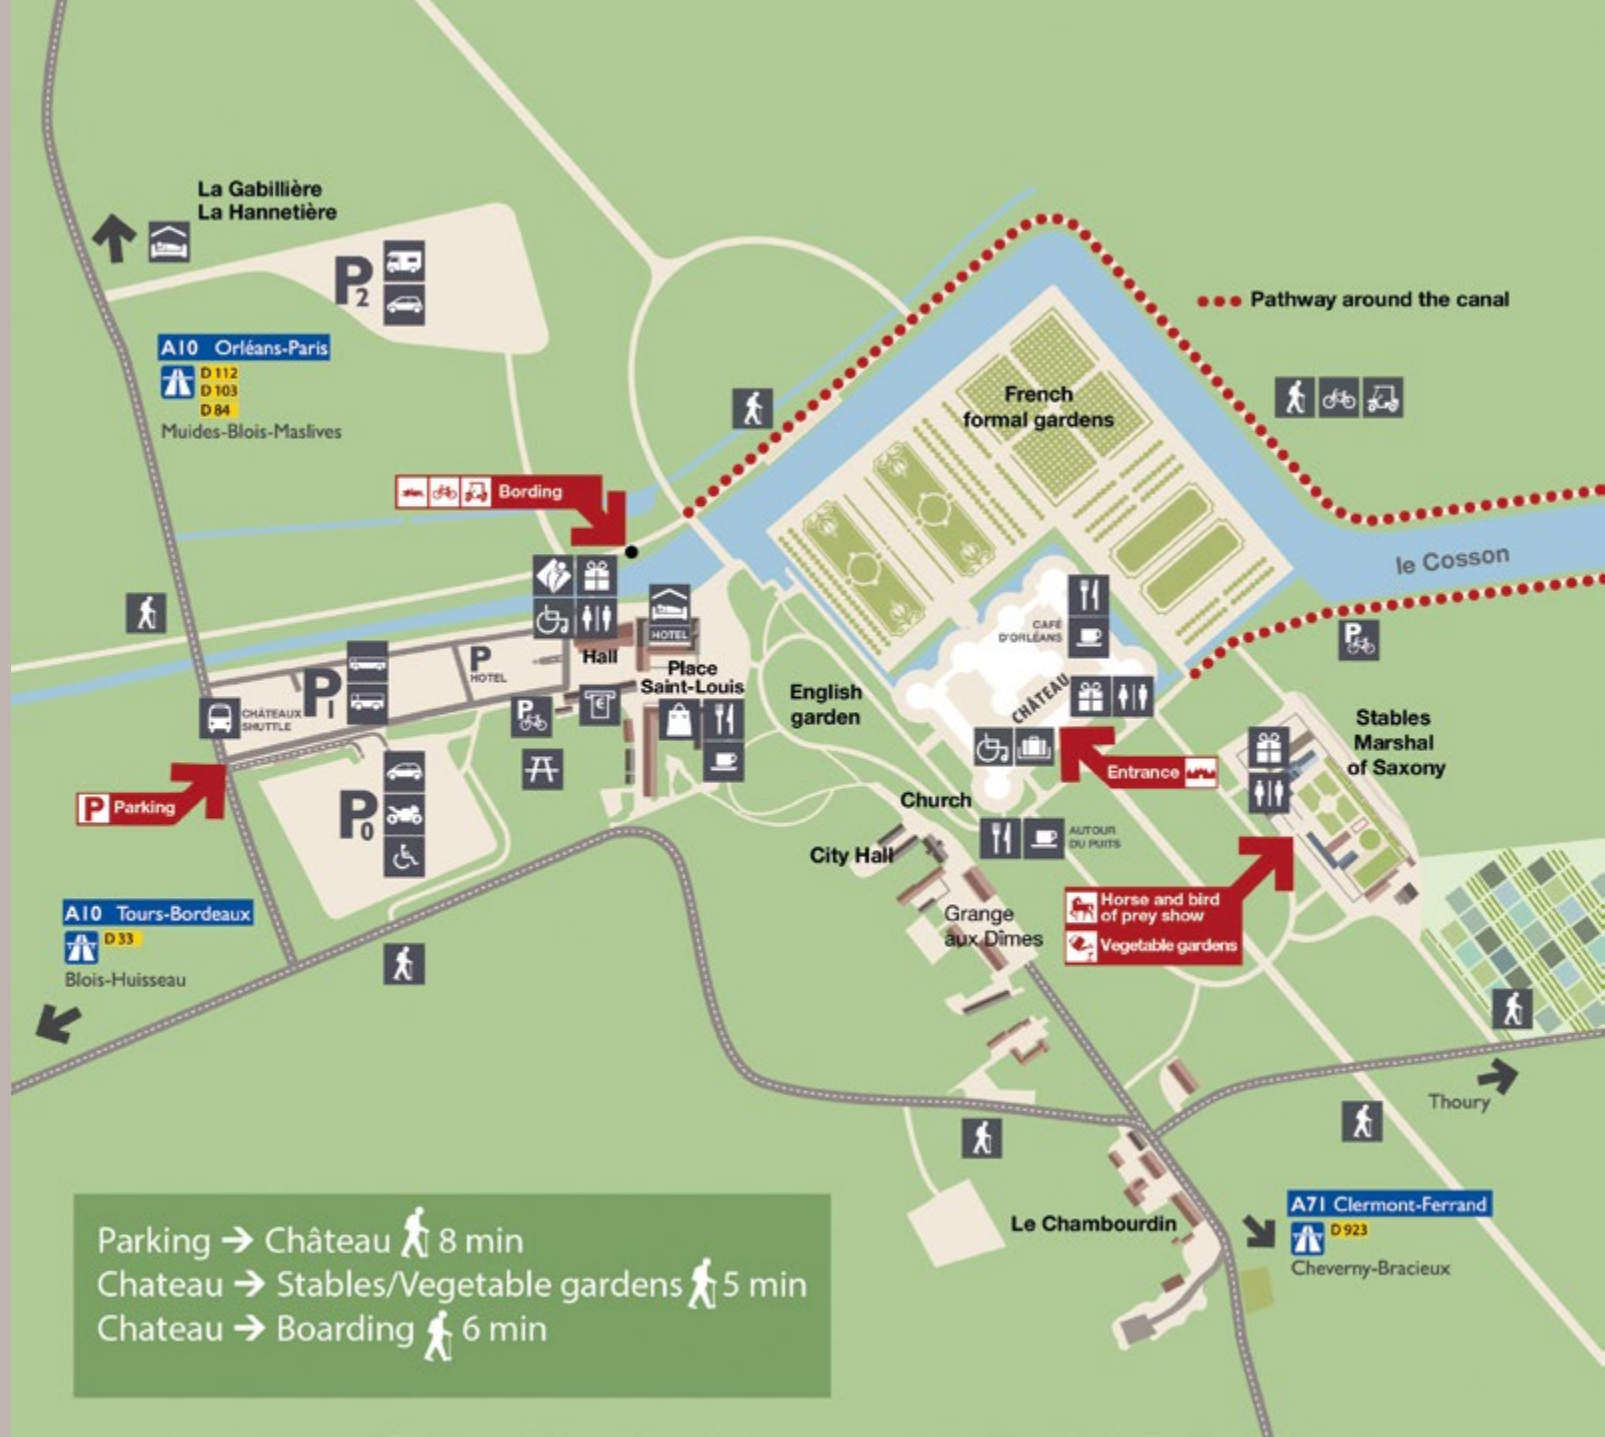 La Gabillière
La Hannetière
P2
A10 Orléans-Paris
D 112
D 103
D 84
Muides-Blois-Maslives
Pathway around the canal
French
formal gardens
Bording
le Cosson
HOTEL
CAFÉ
D'ORLÉANS
Hall
P
HOTEL
P1
Place
Saint-Louis
CHÂTEAUX
SHUTTLE
P
€
English
garden
CHÂTEAU
P
Stables
Marshal
of Saxony
Entrance
P Parking
P0
Church
City Hall
AUTOUR
DU PUITS
Horse and bird
of prey show
Vegetable gardens
Grange
aux Dîmes
A10 Tours-Bordeaux
D 33
Blois-Huisseau
Thoury
Le Chambourdin
A71 Clermont-Ferrand
D 923
Cheverny-Bracieux
Parking → Château 8 min
Chateau → Stables/Vegetable gardens 5 min
Chateau → Boarding 6 min